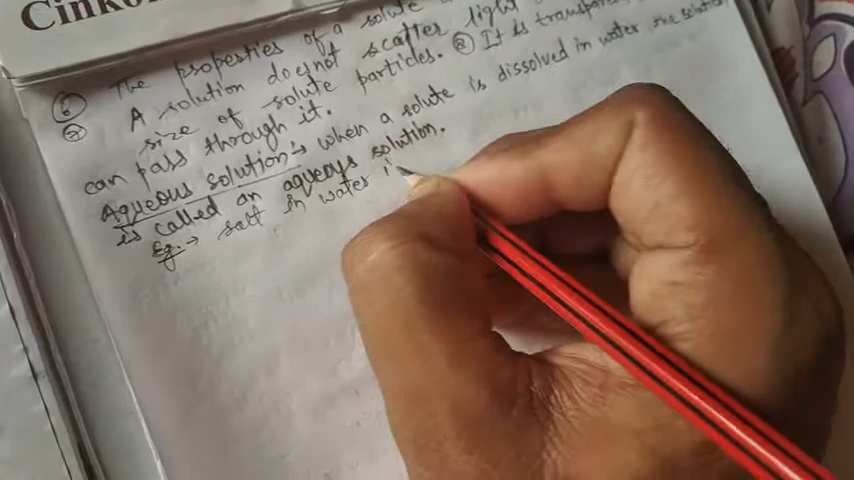 Cinko
The properties of a solute
A solution does not scatter light
size of solute particles. ② It is transpare
can pass through it.
Aqueous solution:→ when a solute is dissolved in water the solution
is called an aqueous solution.
Eg.→ salt in water i